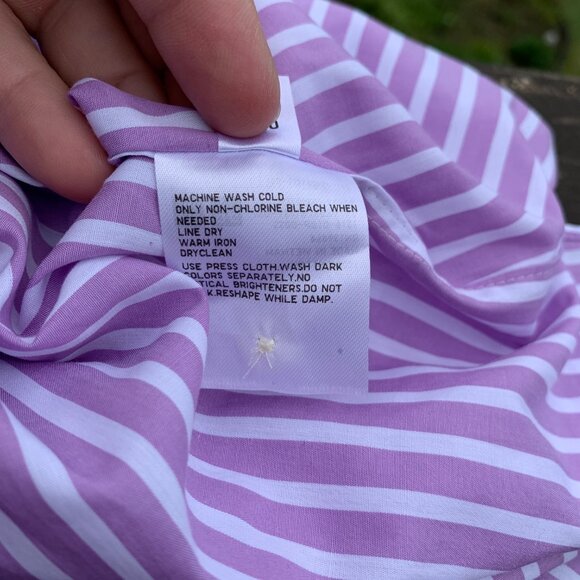 MACHINE WASH COLD
ONLY NON-CHLORINE BLEACH WHEN
NEEDED
LINE DRY
WARM IRON
DRYCLEAN
USE PRESS CLOTH.WASH DARK
COLORS SEPARATELY.NO
BRIGHTENERS.DO NOT
RESHAPE WHILE DAMP.